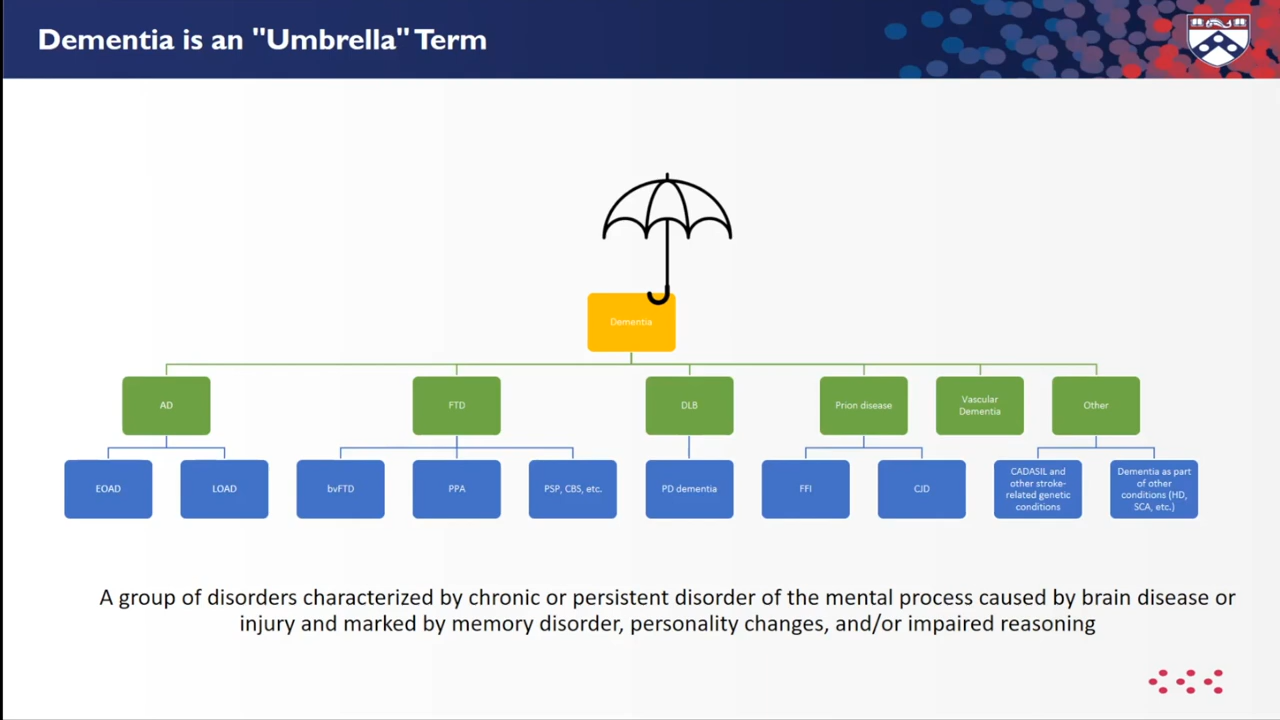 Dementia is an "Umbrella" Term
Dementia
AD
FTD
DLB
Prion disease
Vascular
Dementia
Other
EOAD
LOAD
bvFTD
PPA
PSP, CBS, etc.
PD dementia
FFI
CJD
CADASIL and
other stroke-
related genetic
conditions
Dementia as part
of other
conditions (HD,
SCA, etc.)
A group of disorders characterized by chronic or persistent disorder of the mental process caused by brain disease or
injury and marked by memory disorder, personality changes, and/or impaired reasoning